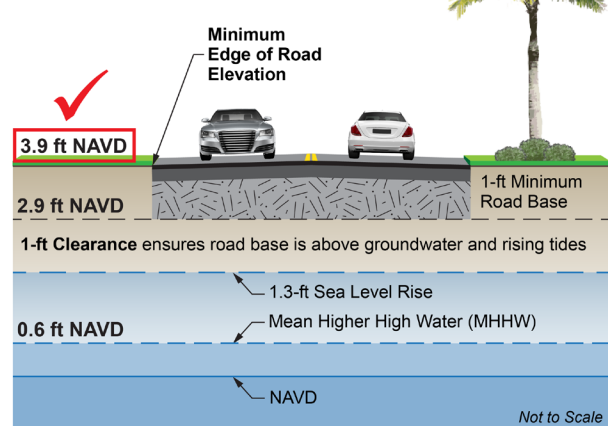 Minimum
Edge of Road
Elevation
3.9 ft NAVD
1-ft Minimum
Road Base
2.9 ft NAVD
1-ft Clearance ensures road base is above groundwater and rising tides
1.3-ft Sea Level Rise
0.6 ft NAVD
Mean Higher High Water (MHHW)
NAVD
Not to Scale